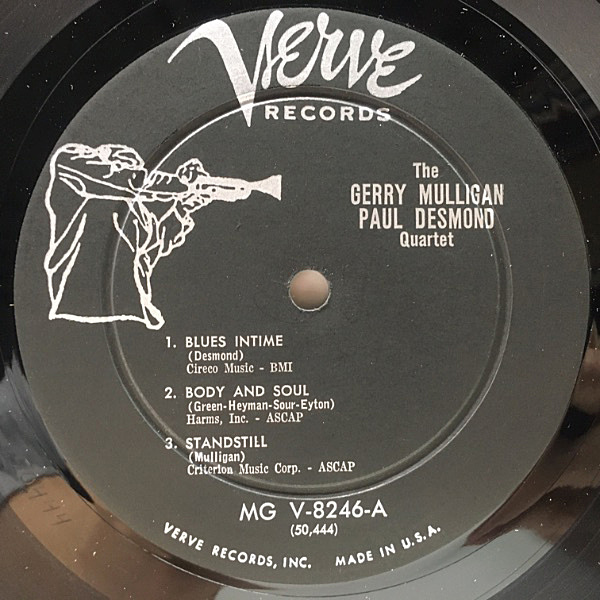 Verve
RECORDS
The
GERRY MULLIGAN
PAUL DESMOND
Quartet
1. BLUES INTIME
(Desmond)
Cireco Music - BMI
2. BODY AND SOUL
(Green-Heyman-Sour-Eyton)
Harms, Inc. - ASCAP
3. STANDSTILL
(Mulligan)
Criterion Music Corp. - ASCAP
MG V-8246-A
(50,444)
VERVE RECORDS, INC. MADE IN U.S.A.